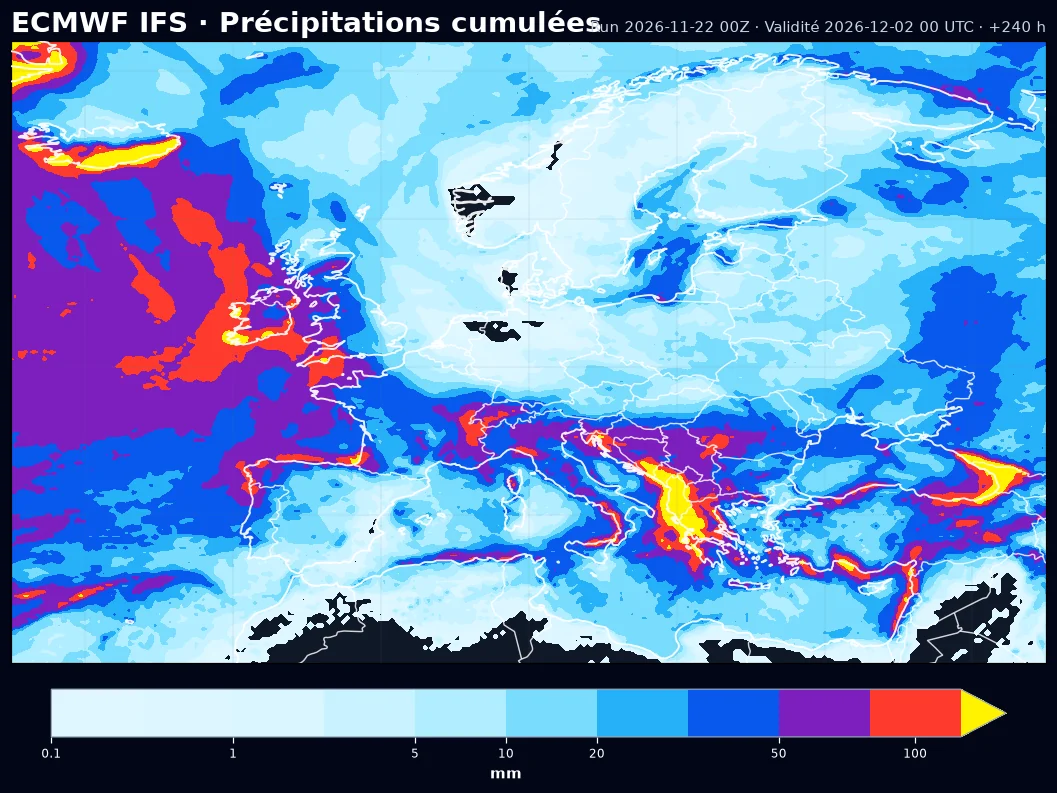 ECMWF IFS · Précipitations cumulées
Run 2026-11-22 00Z · Validité 2026-12-02 00 UTC · +240 h
0.1 1 5 10 20 50 100
mm